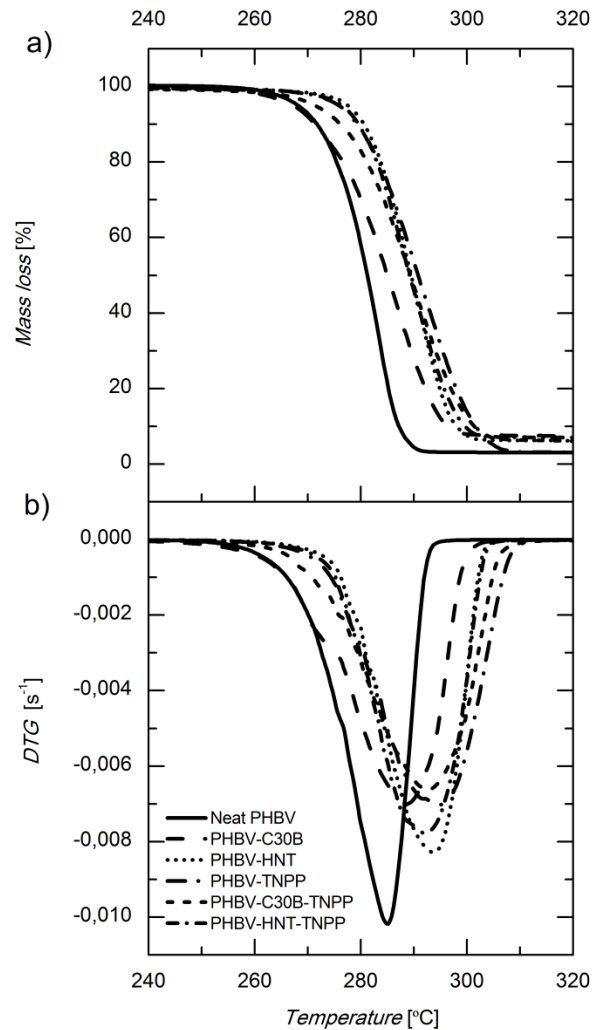 240 260 280 300 320
a)
100
80
60
40
20
0
Mass loss [%]
b)
0,000
-0,002
-0,004
-0,006
-0,008
-0,010
DTG [s⁻¹]
Neat PHBV
PHBV-C30B
PHBV-HNT
PHBV-TNPP
PHBV-C30B-TNPP
PHBV-HNT-TNPP
240 260 280 300 320
Temperature [ºC]